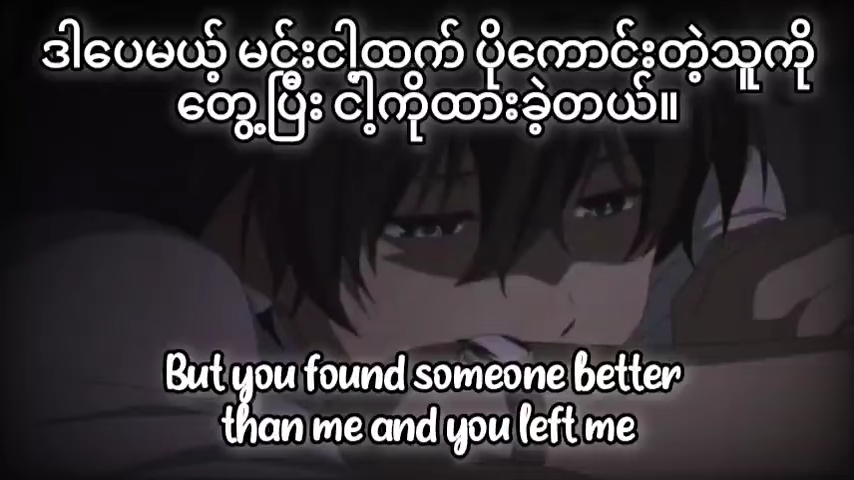 ဒါပေမယ့် မင်းငါ့ထက် ပိုကောင်းတဲ့သူကို
တွေ့ပြီး ငါ့ကိုထားခဲ့တယ်။
But you found someone better
than me and you left me